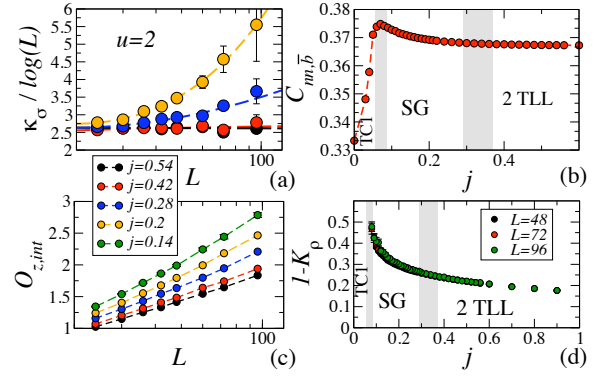 κσ / log(L)
6
5.5
5
4.5
4
3.5
3
2.5
u=2
L
100
(a)
Cnn,b̅
0.38
0.37
0.36
0.35
0.34
0.33
TC1
SG
2 TLL
0
0.2
0.4
0.6
j
(b)
j=0.54
j=0.42
j=0.28
j=0.2
j=0.14
Oz,int
3
2.5
2
1.5
1
L
100
(c)
1-Kρ
0.5
0.4
0.3
0.2
0.1
0
TC1
SG
2 TLL
L=48
L=72
L=96
0
0.2
0.4
0.6
0.8
1
j
(d)